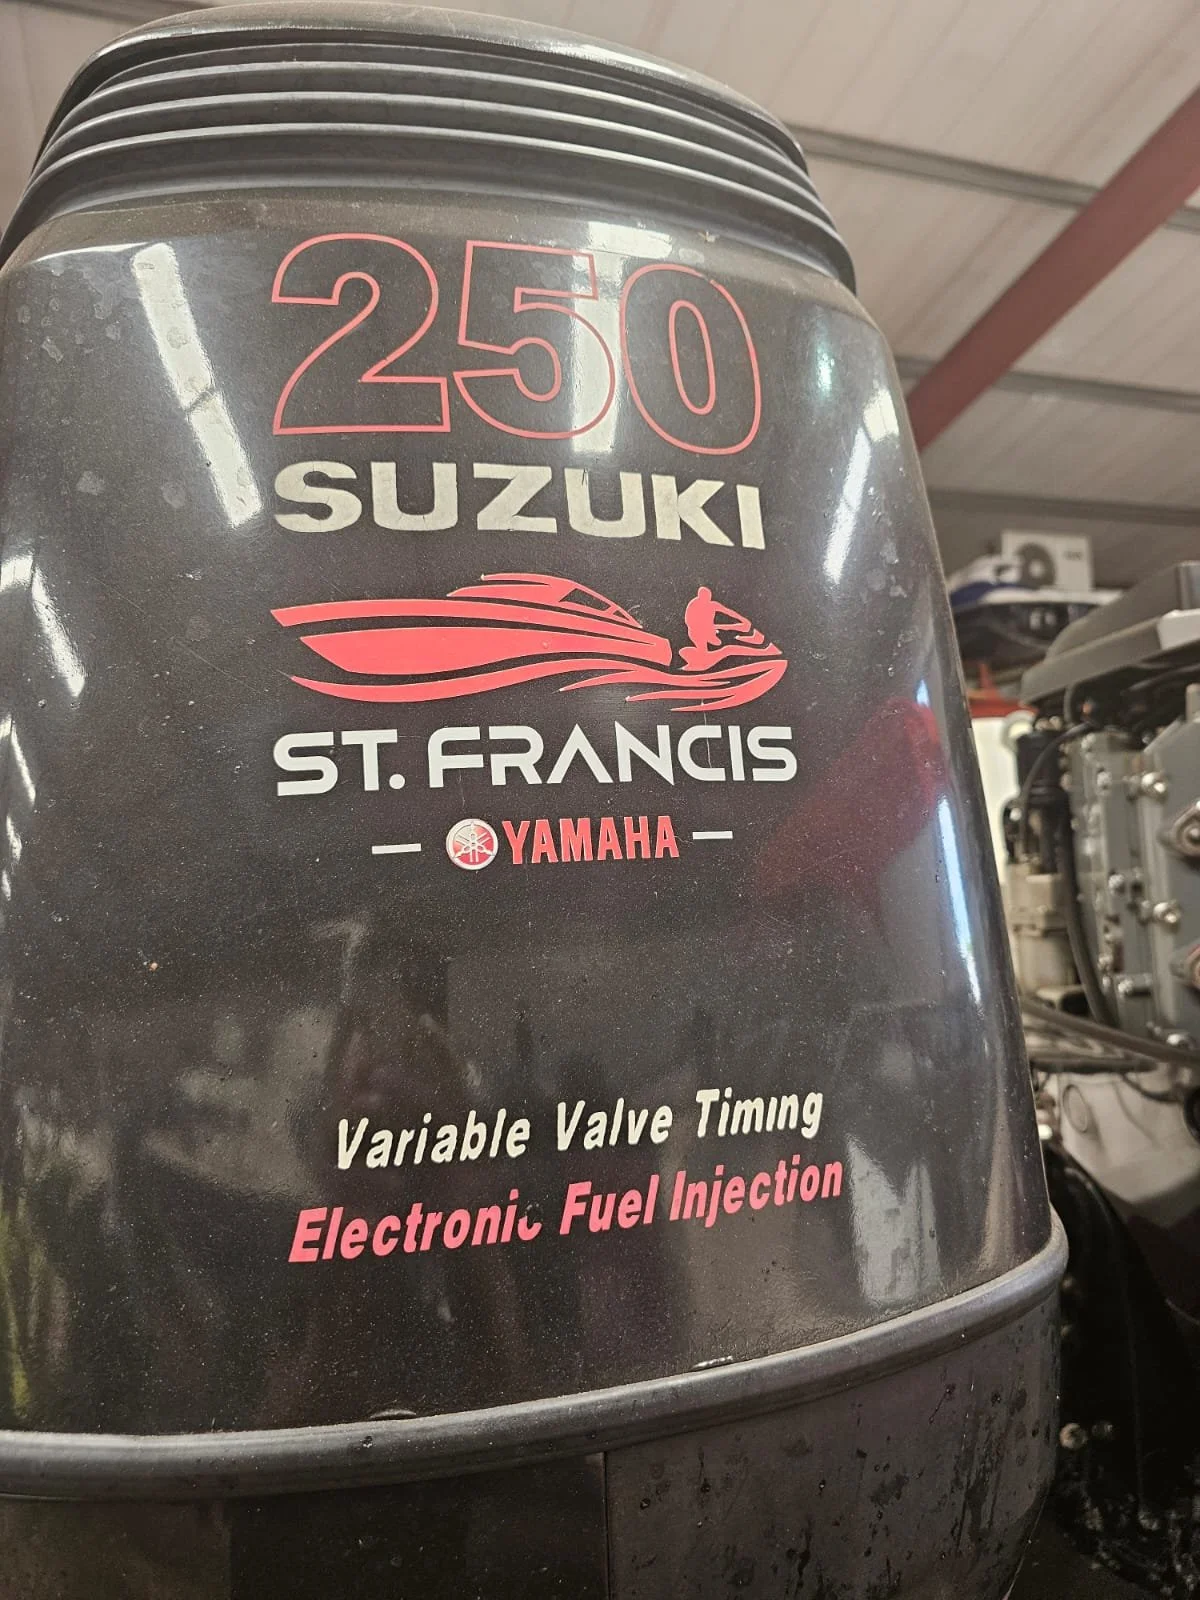 250
SUZUKI
ST. FRANCIS
YAMAHA
Variable Valve Timing
Electronic Fuel Injection